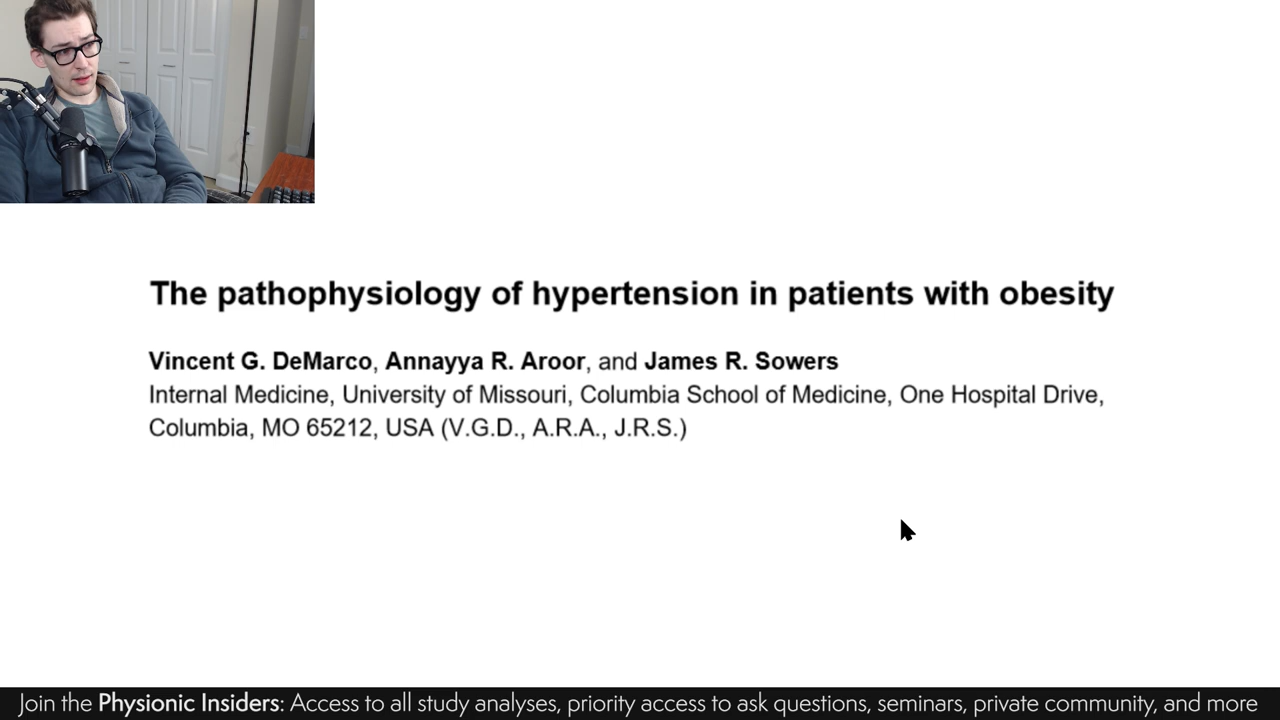 The pathophysiology of hypertension in patients with obesity
Vincent G. DeMarco, Annayya R. Aroor, and James R. Sowers
Internal Medicine, University of Missouri, Columbia School of Medicine, One Hospital Drive,
Columbia, MO 65212, USA (V.G.D., A.R.A., J.R.S.)
Join the Physionic Insiders: Access to all study analyses, priority access to ask questions, seminars, private community, and more